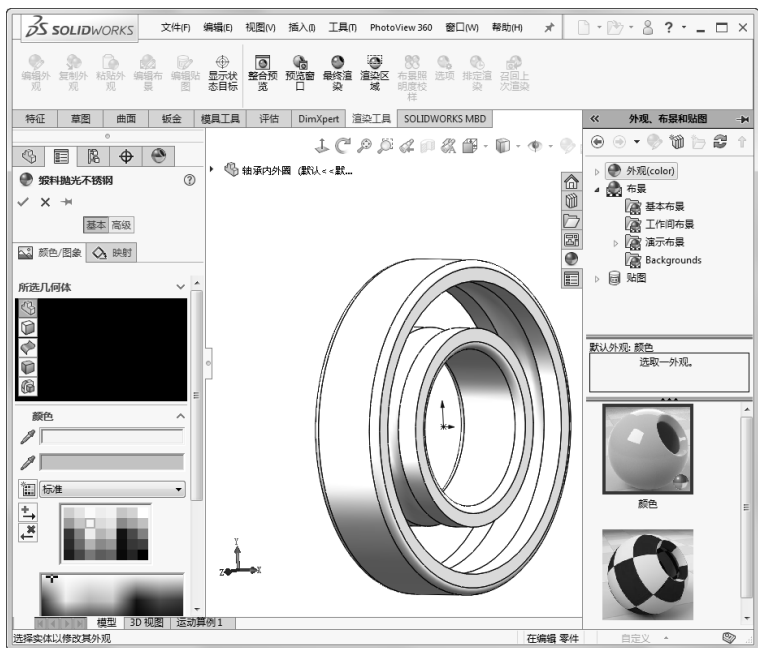 SOLIDWORKS 文件(F) 编辑(E) 视图(V) 插入(I) 工具(T) PhotoView 360 窗口(W) 帮助(H) ?
编辑外观 复制外观 粘贴外观 编辑布景 编辑贴图 显示状态目标 整合预览 预览窗口 最终渲染 渲染区域 布景照明度校样 选项 排定渲染 召回上次渲染
特征 草图 曲面 钣金 模具工具 评估 DimXpert 渲染工具 SOLIDWORKS MBD
外观、布景和贴图
轴承内外圈 (默认<<默...
缎料抛光不锈钢
基本 高级
颜色/图象 映射
所选几何体
颜色
标准
Y
Z X
外观(color)
布景
基本布景
工作间布景
演示布景
Backgrounds
贴图
默认外观: 颜色
选取一外观。
颜色
模型 3D 视图 运动算例 1
选择实体以修改其外观 在编辑 零件 自定义